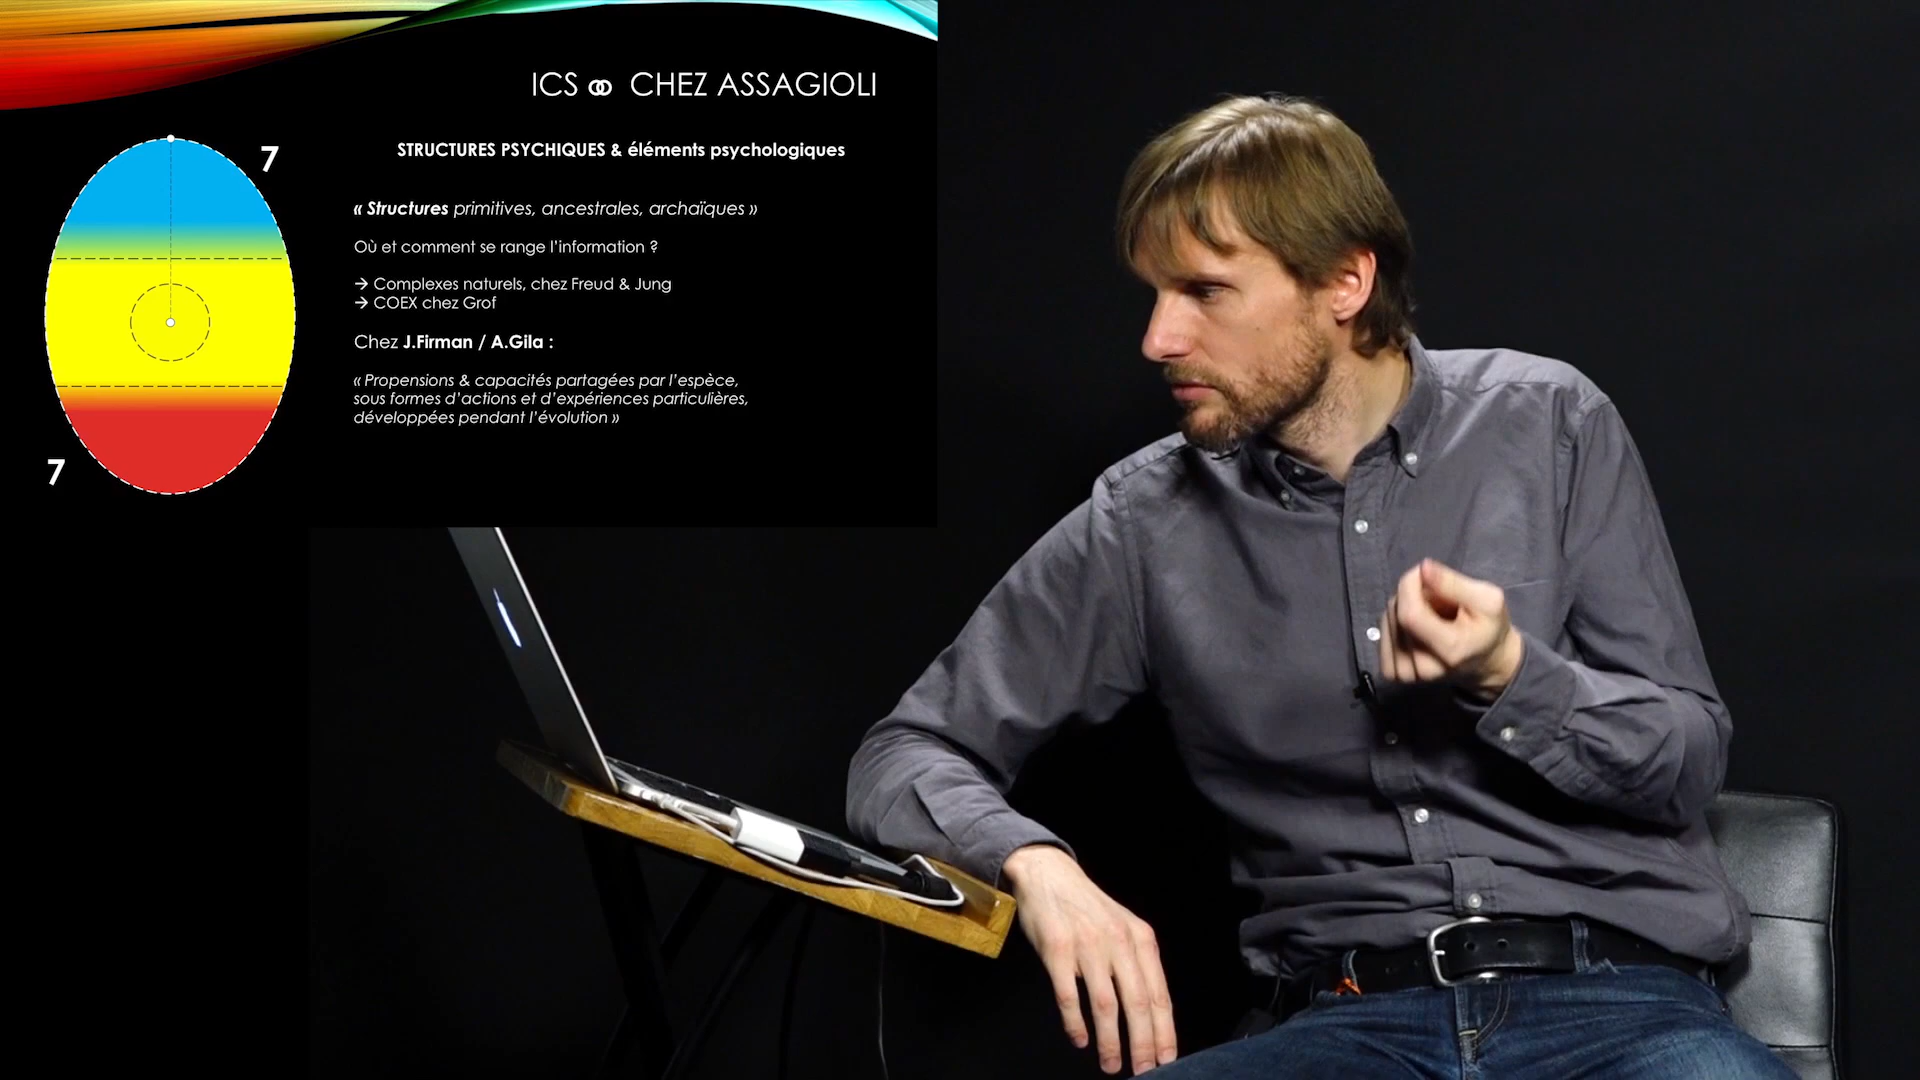 ICS ⚭ CHEZ ASSAGIOLI
7
STRUCTURES PSYCHIQUES & éléments psychologiques
« Structures primitives, ancestrales, archaïques »
Où et comment se range l'information ?
→ Complexes naturels, chez Freud & Jung
→ COEX chez Grof
Chez J.Firman / A.Gila :
« Propensions & capacités partagées par l'espèce,
sous formes d'actions et d'expériences particulières,
développées pendant l'évolution »
7